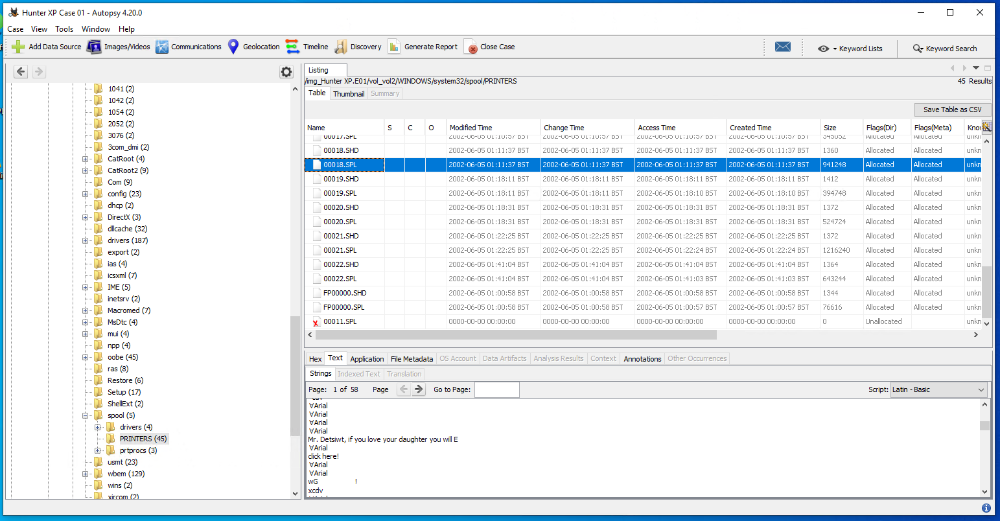 Hunter XP Case 01 - Autopsy 4.20.0
Case View Tools Window Help
Add Data Source Images/Videos Communications Geolocation Timeline Discovery Generate Report Close Case Keyword Lists Keyword Search
Listing
/img_Hunter XP.E01/vol_vol2/WINDOWS/system32/spool/PRINTERS 45 Results
Table Thumbnail Summary
Save Table as CSV
Name S C O Modified Time Change Time Access Time Created Time Size Flags(Dir) Flags(Meta) Know
00017.SPL 2002-06-05 01:10:57 BST 2002-06-05 01:10:57 BST 2002-06-05 01:10:57 BST 2002-06-05 01:10:57 BST 345052 Allocated Allocated unkn
00018.SHD 2002-06-05 01:11:37 BST 2002-06-05 01:11:37 BST 2002-06-05 01:11:37 BST 2002-06-05 01:11:37 BST 1360 Allocated Allocated unkn
00018.SPL 2002-06-05 01:11:37 BST 2002-06-05 01:11:37 BST 2002-06-05 01:11:37 BST 2002-06-05 01:11:37 BST 941248 Allocated Allocated unkn
00019.SHD 2002-06-05 01:18:11 BST 2002-06-05 01:18:11 BST 2002-06-05 01:18:11 BST 2002-06-05 01:18:11 BST 1412 Allocated Allocated unkn
00019.SPL 2002-06-05 01:18:11 BST 2002-06-05 01:18:11 BST 2002-06-05 01:18:10 BST 2002-06-05 01:18:10 BST 394748 Allocated Allocated unkn
00020.SHD 2002-06-05 01:18:31 BST 2002-06-05 01:18:31 BST 2002-06-05 01:18:31 BST 2002-06-05 01:18:31 BST 1372 Allocated Allocated unkn
00020.SPL 2002-06-05 01:18:31 BST 2002-06-05 01:18:31 BST 2002-06-05 01:18:31 BST 2002-06-05 01:18:31 BST 524724 Allocated Allocated unkn
00021.SHD 2002-06-05 01:22:25 BST 2002-06-05 01:22:25 BST 2002-06-05 01:22:25 BST 2002-06-05 01:22:25 BST 1372 Allocated Allocated unkn
00021.SPL 2002-06-05 01:22:25 BST 2002-06-05 01:22:25 BST 2002-06-05 01:22:24 BST 2002-06-05 01:22:24 BST 1216240 Allocated Allocated unkn
00022.SHD 2002-06-05 01:41:04 BST 2002-06-05 01:41:04 BST 2002-06-05 01:41:04 BST 2002-06-05 01:41:04 BST 1364 Allocated Allocated unkn
00022.SPL 2002-06-05 01:41:04 BST 2002-06-05 01:41:04 BST 2002-06-05 01:41:03 BST 2002-06-05 01:41:03 BST 643244 Allocated Allocated unkn
FP00000.SHD 2002-06-05 01:00:58 BST 2002-06-05 01:00:58 BST 2002-06-05 01:00:58 BST 2002-06-05 01:00:58 BST 1344 Allocated Allocated unkn
FP00000.SPL 2002-06-05 01:00:58 BST 2002-06-05 01:00:58 BST 2002-06-05 01:00:57 BST 2002-06-05 01:00:57 BST 76616 Allocated Allocated unkn
00011.SPL 0000-00-00 00:00:00 0000-00-00 00:00:00 0000-00-00 00:00:00 0000-00-00 00:00:00 0 Unallocated unkn
1041 (2)
1042 (2)
1054 (2)
2052 (2)
3076 (2)
3com_dmi (2)
CatRoot (4)
CatRoot2 (9)
Com (9)
config (23)
dhcp (2)
DirectX (3)
dllcache (32)
drivers (187)
export (2)
ias (4)
icsxml (7)
IME (5)
inetsrv (2)
Macromed (7)
MsDtc (4)
mui (4)
npp (4)
oobe (45)
ras (8)
Restore (6)
Setup (17)
ShellExt (2)
spool (5)
drivers (4)
PRINTERS (45)
prtprocs (3)
usmt (23)
wbem (129)
wins (2)
xircom (2)
Hex Text Application File Metadata OS Account Data Artifacts Analysis Results Context Annotations Other Occurrences
Strings Indexed Text Translation
Page: 1 of 58 Page Go to Page: Script: Latin - Basic
∀Arial
∀Arial
∀Arial
∀Arial
Mr. Detsiwt, if you love your daughter you will E
∀Arial
click here!
∀Arial
∀Arial
wG !
xcdv